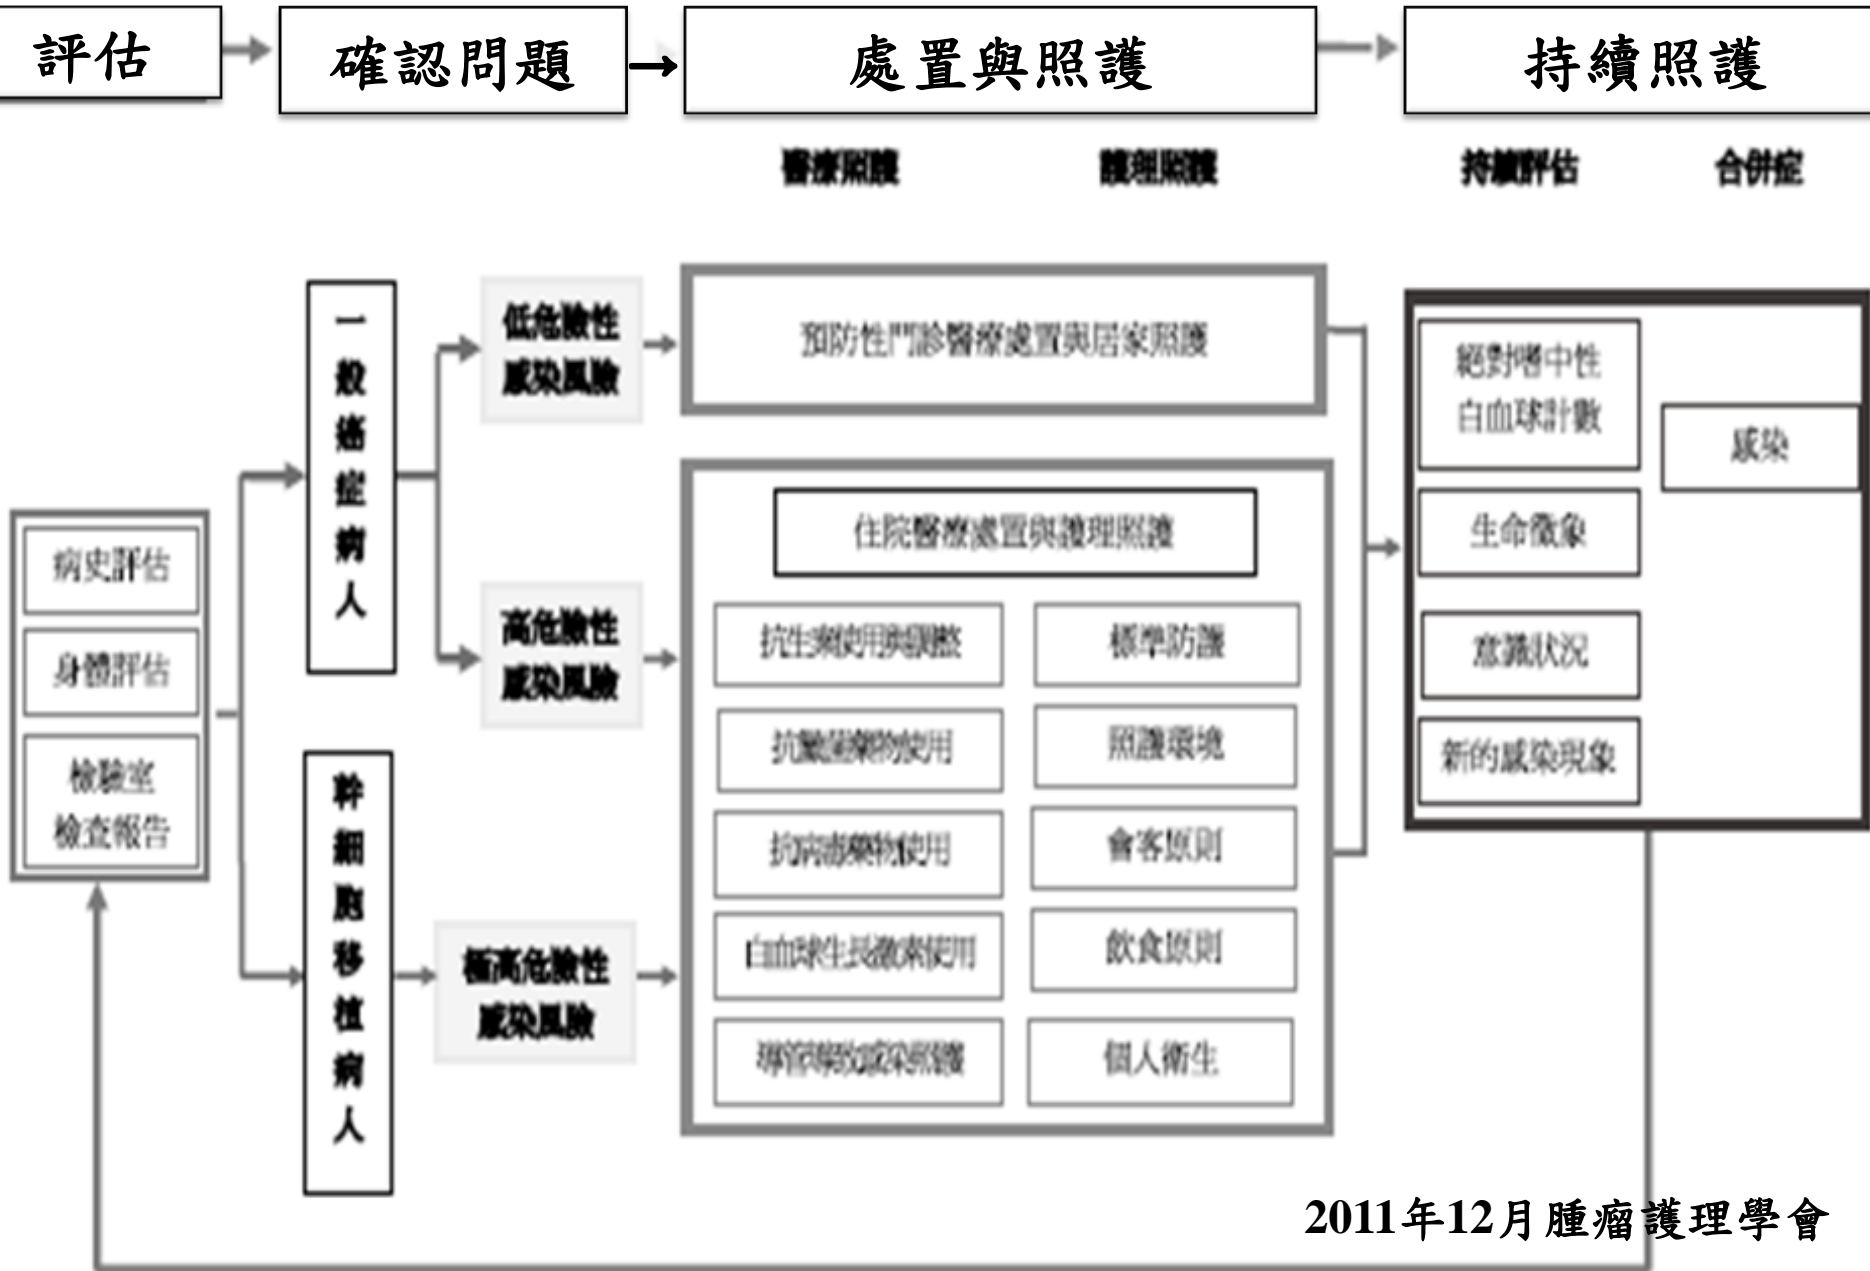 評估
確認問題
處置與照護
持續照護
醫療照護
護理照護
持續評估
合併症
病史評估
身體評估
檢驗室
檢查報告
一般癌症病人
幹細胞移植病人
低危險性
感染風險
高危險性
感染風險
極高危險性
感染風險
預防性門診醫療處置與居家照護
住院醫療處置與護理照護
抗生素使用與調整
標準防護
抗黴菌藥物使用
照護環境
抗病毒藥物使用
會客原則
白血球生長激素使用
飲食原則
導管導致感染照護
個人衛生
絕對嗜中性
白血球計數
生命徵象
意識狀況
新的感染現象
感染
2011年12月腫瘤護理學會